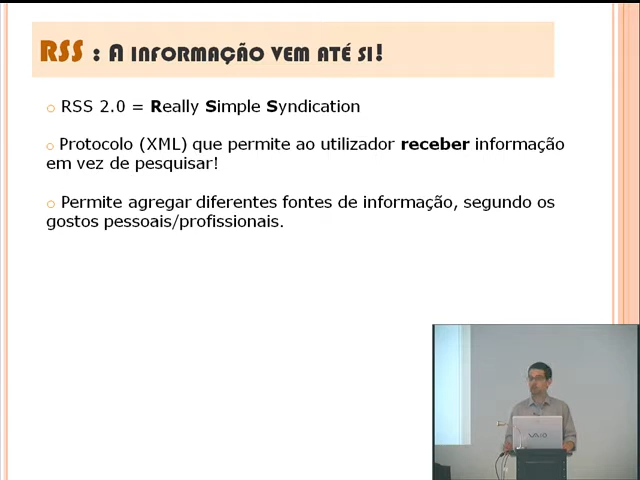 RSS : A INFORMAÇÃO VEM ATÉ SI!
RSS 2.0 = Really Simple Syndication
Protocolo (XML) que permite ao utilizador receber informação
em vez de pesquisar!
Permite agregar diferentes fontes de informação, segundo os
gostos pessoais/profissionais.
VAIO